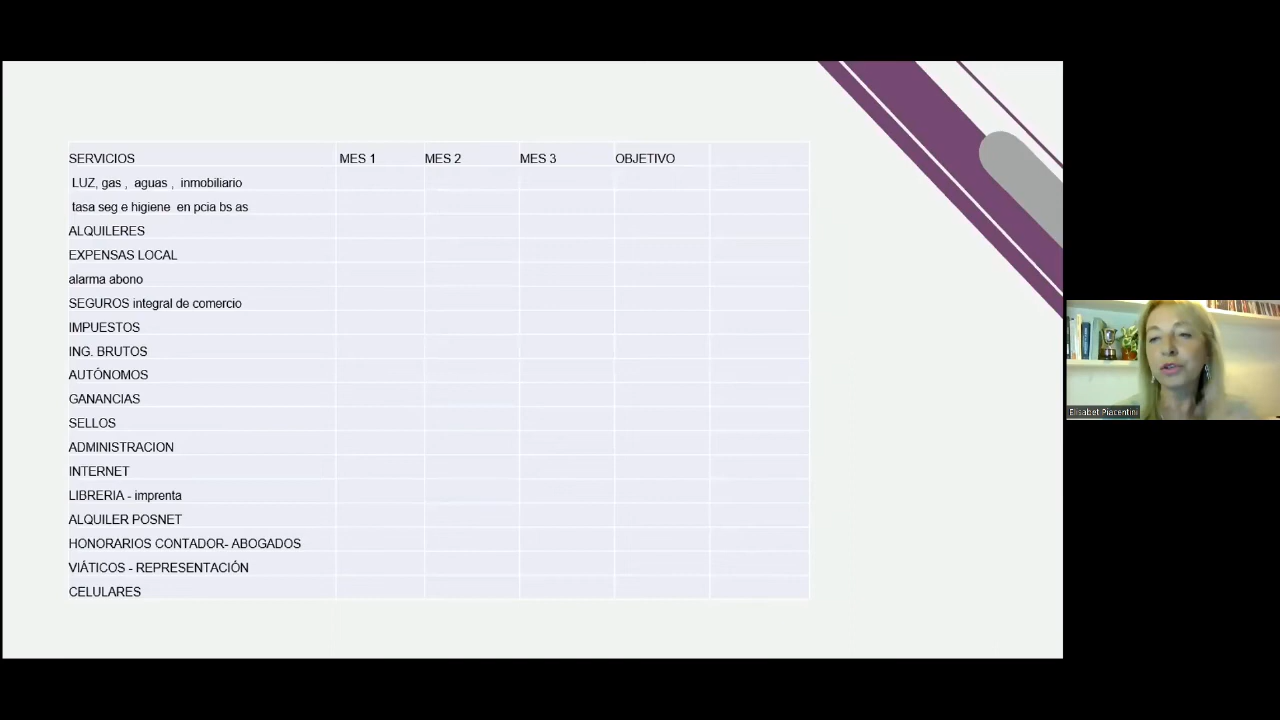 SERVICIOS MES 1 MES 2 MES 3 OBJETIVO
LUZ, gas , aguas , inmobiliario
tasa seg e higiene en pcia bs as
ALQUILERES
EXPENSAS LOCAL
alarma abono
SEGUROS integral de comercio
IMPUESTOS
ING. BRUTOS
AUTÓNOMOS
GANANCIAS
SELLOS
ADMINISTRACION
INTERNET
LIBRERIA - imprenta
ALQUILER POSNET
HONORARIOS CONTADOR- ABOGADOS
VIÁTICOS - REPRESENTACIÓN
CELULARES
Elisabet Piacentini